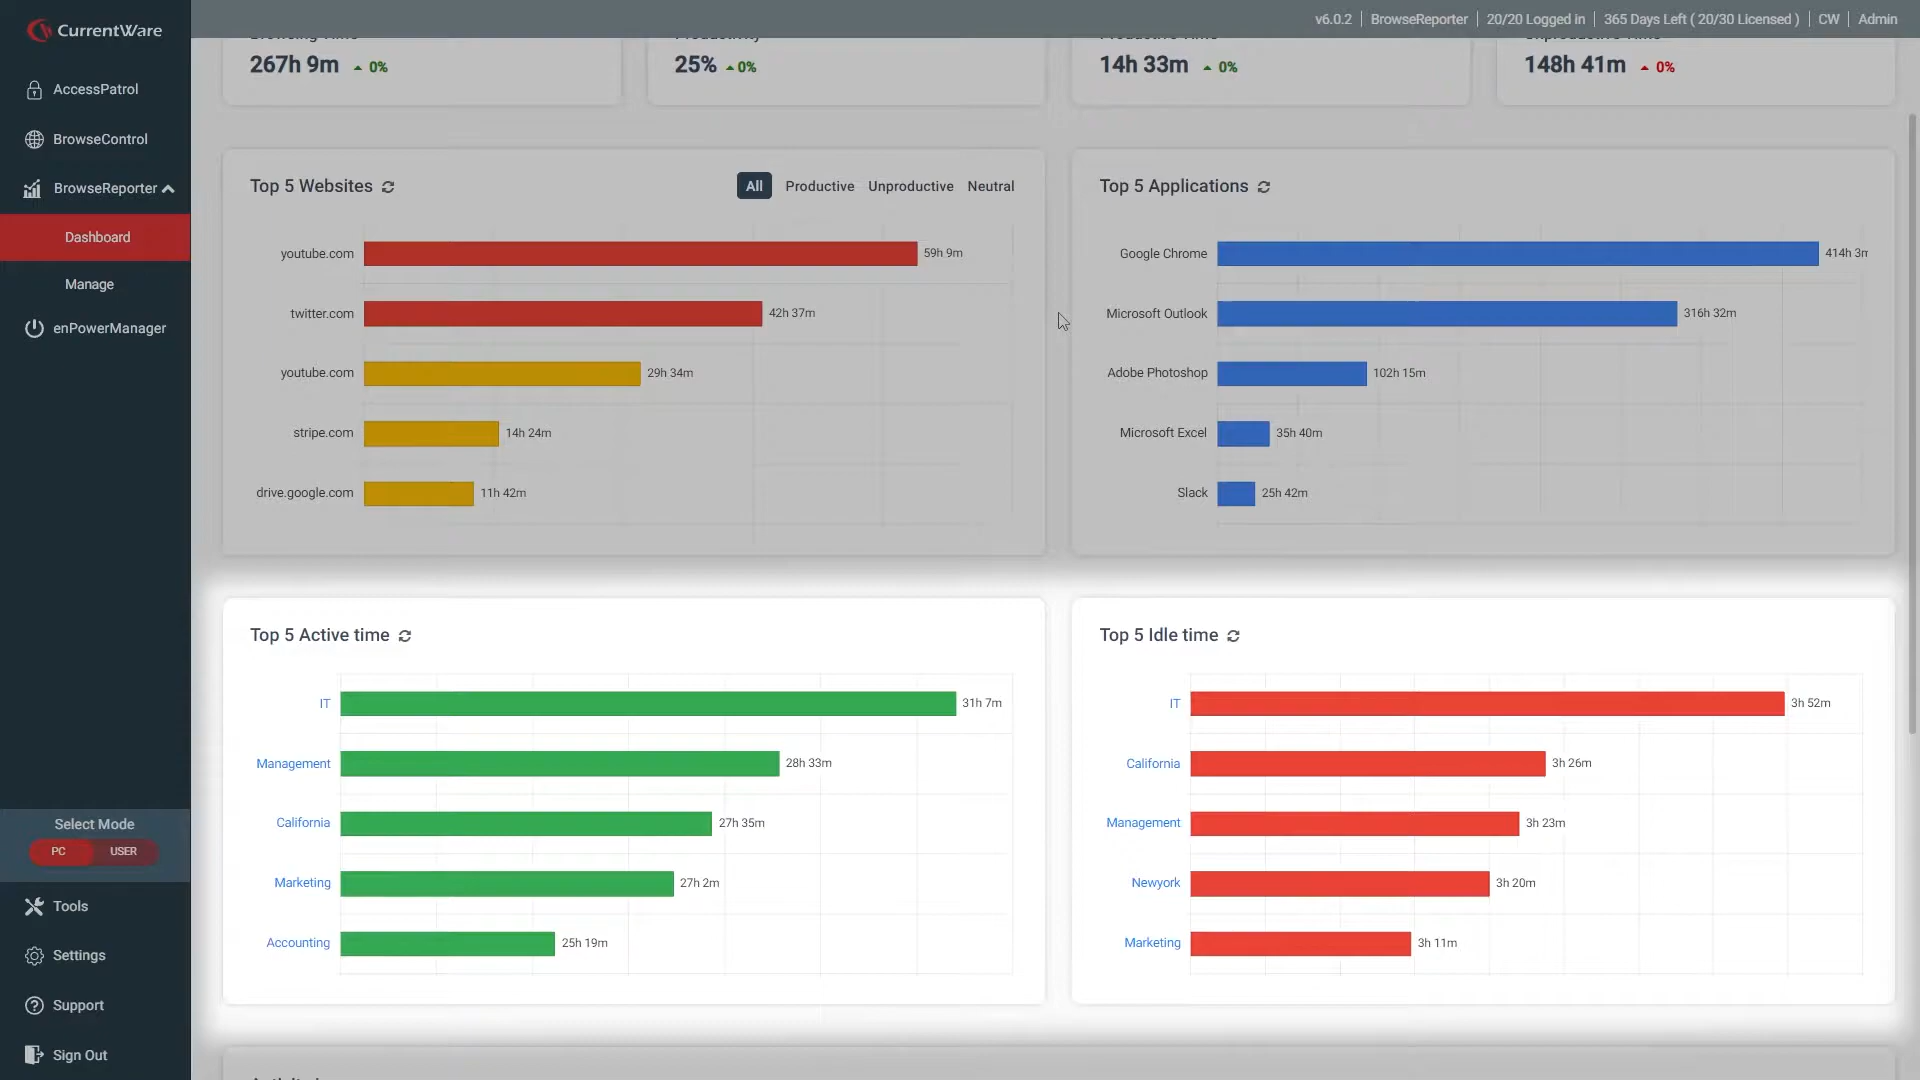 CurrentWare
v6.0.2 | BrowseReporter | 20/20 Logged in | 365 Days Left ( 20/30 Licensed ) | CW | Admin
AccessPatrol
BrowseControl
BrowseReporter
Dashboard
Manage
enPowerManager
Select Mode
PC USER
Tools
Settings
Support
Sign Out
267h 9m 0%
25% 0%
14h 33m 0%
148h 41m 0%
Top 5 Websites
All Productive Unproductive Neutral
youtube.com 59h 9m
twitter.com 42h 37m
youtube.com 29h 34m
stripe.com 14h 24m
drive.google.com 11h 42m
Top 5 Applications
Google Chrome 414h 3m
Microsoft Outlook 316h 32m
Adobe Photoshop 102h 15m
Microsoft Excel 35h 40m
Slack 25h 42m
Top 5 Active time
IT 31h 7m
Management 28h 33m
California 27h 35m
Marketing 27h 2m
Accounting 25h 19m
Top 5 Idle time
IT 3h 52m
California 3h 26m
Management 3h 23m
Newyork 3h 20m
Marketing 3h 11m